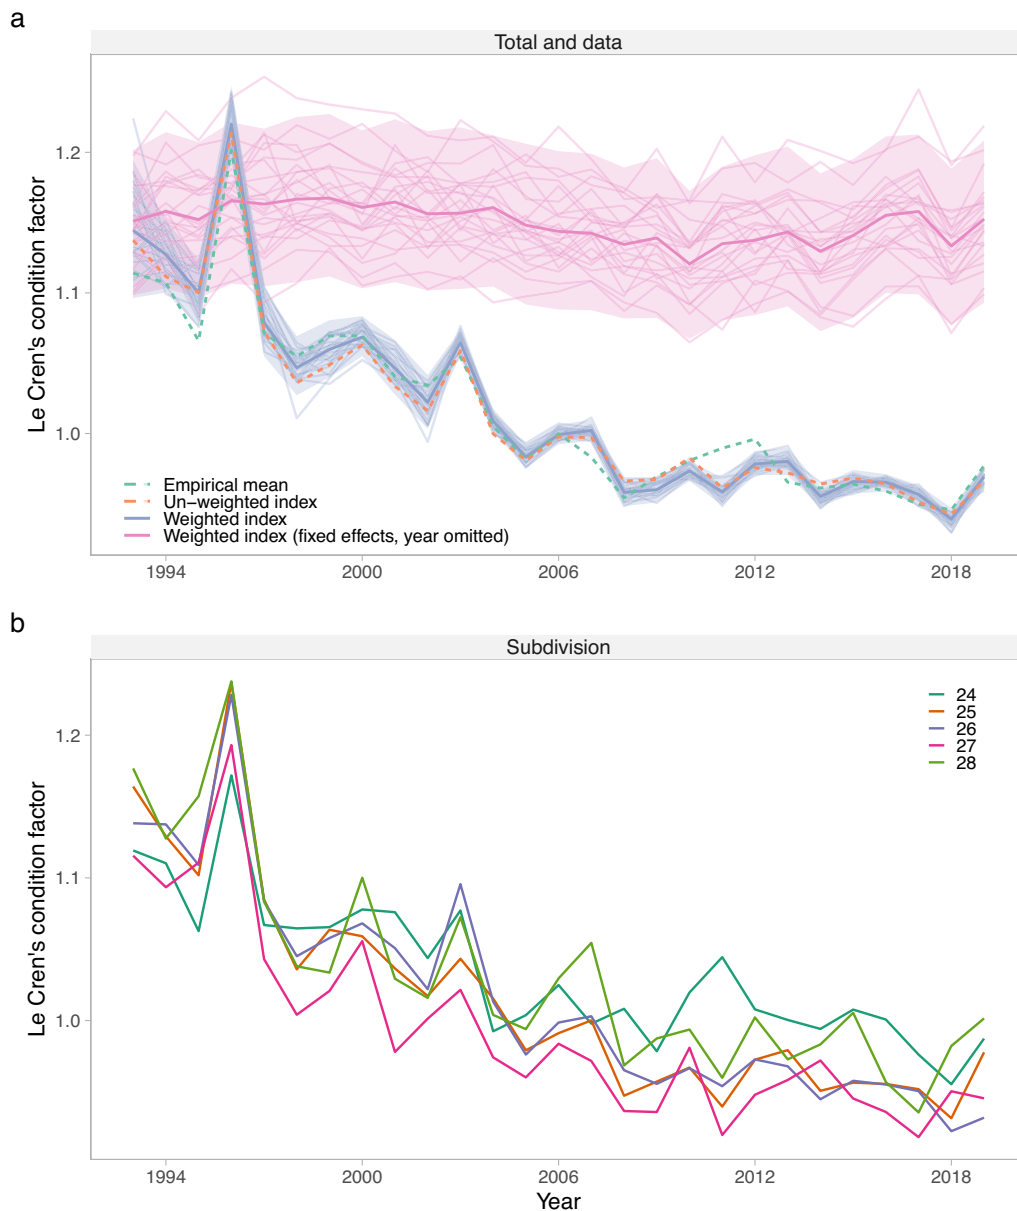 a
Total and data
Le Cren's condition factor
1.2
1.1
1.0
Empirical mean
Un−weighted index
Weighted index
Weighted index (fixed effects, year omitted)
1994 2000 2006 2012 2018
b
Subdivision
Le Cren's condition factor
1.2
1.1
1.0
24
25
26
27
28
1994 2000 2006 2012 2018
Year